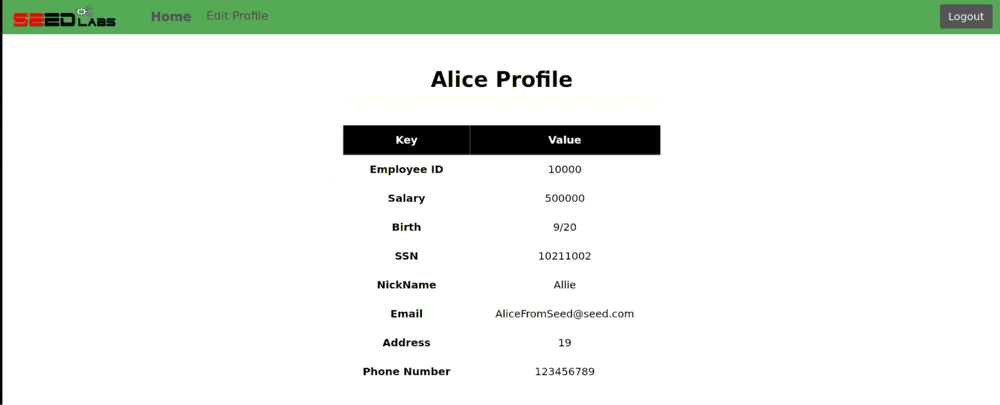 SEED LABS Home Edit Profile Logout
Alice Profile
Key Value
Employee ID 10000
Salary 500000
Birth 9/20
SSN 10211002
NickName Allie
Email AliceFromSeed@seed.com
Address 19
Phone Number 123456789